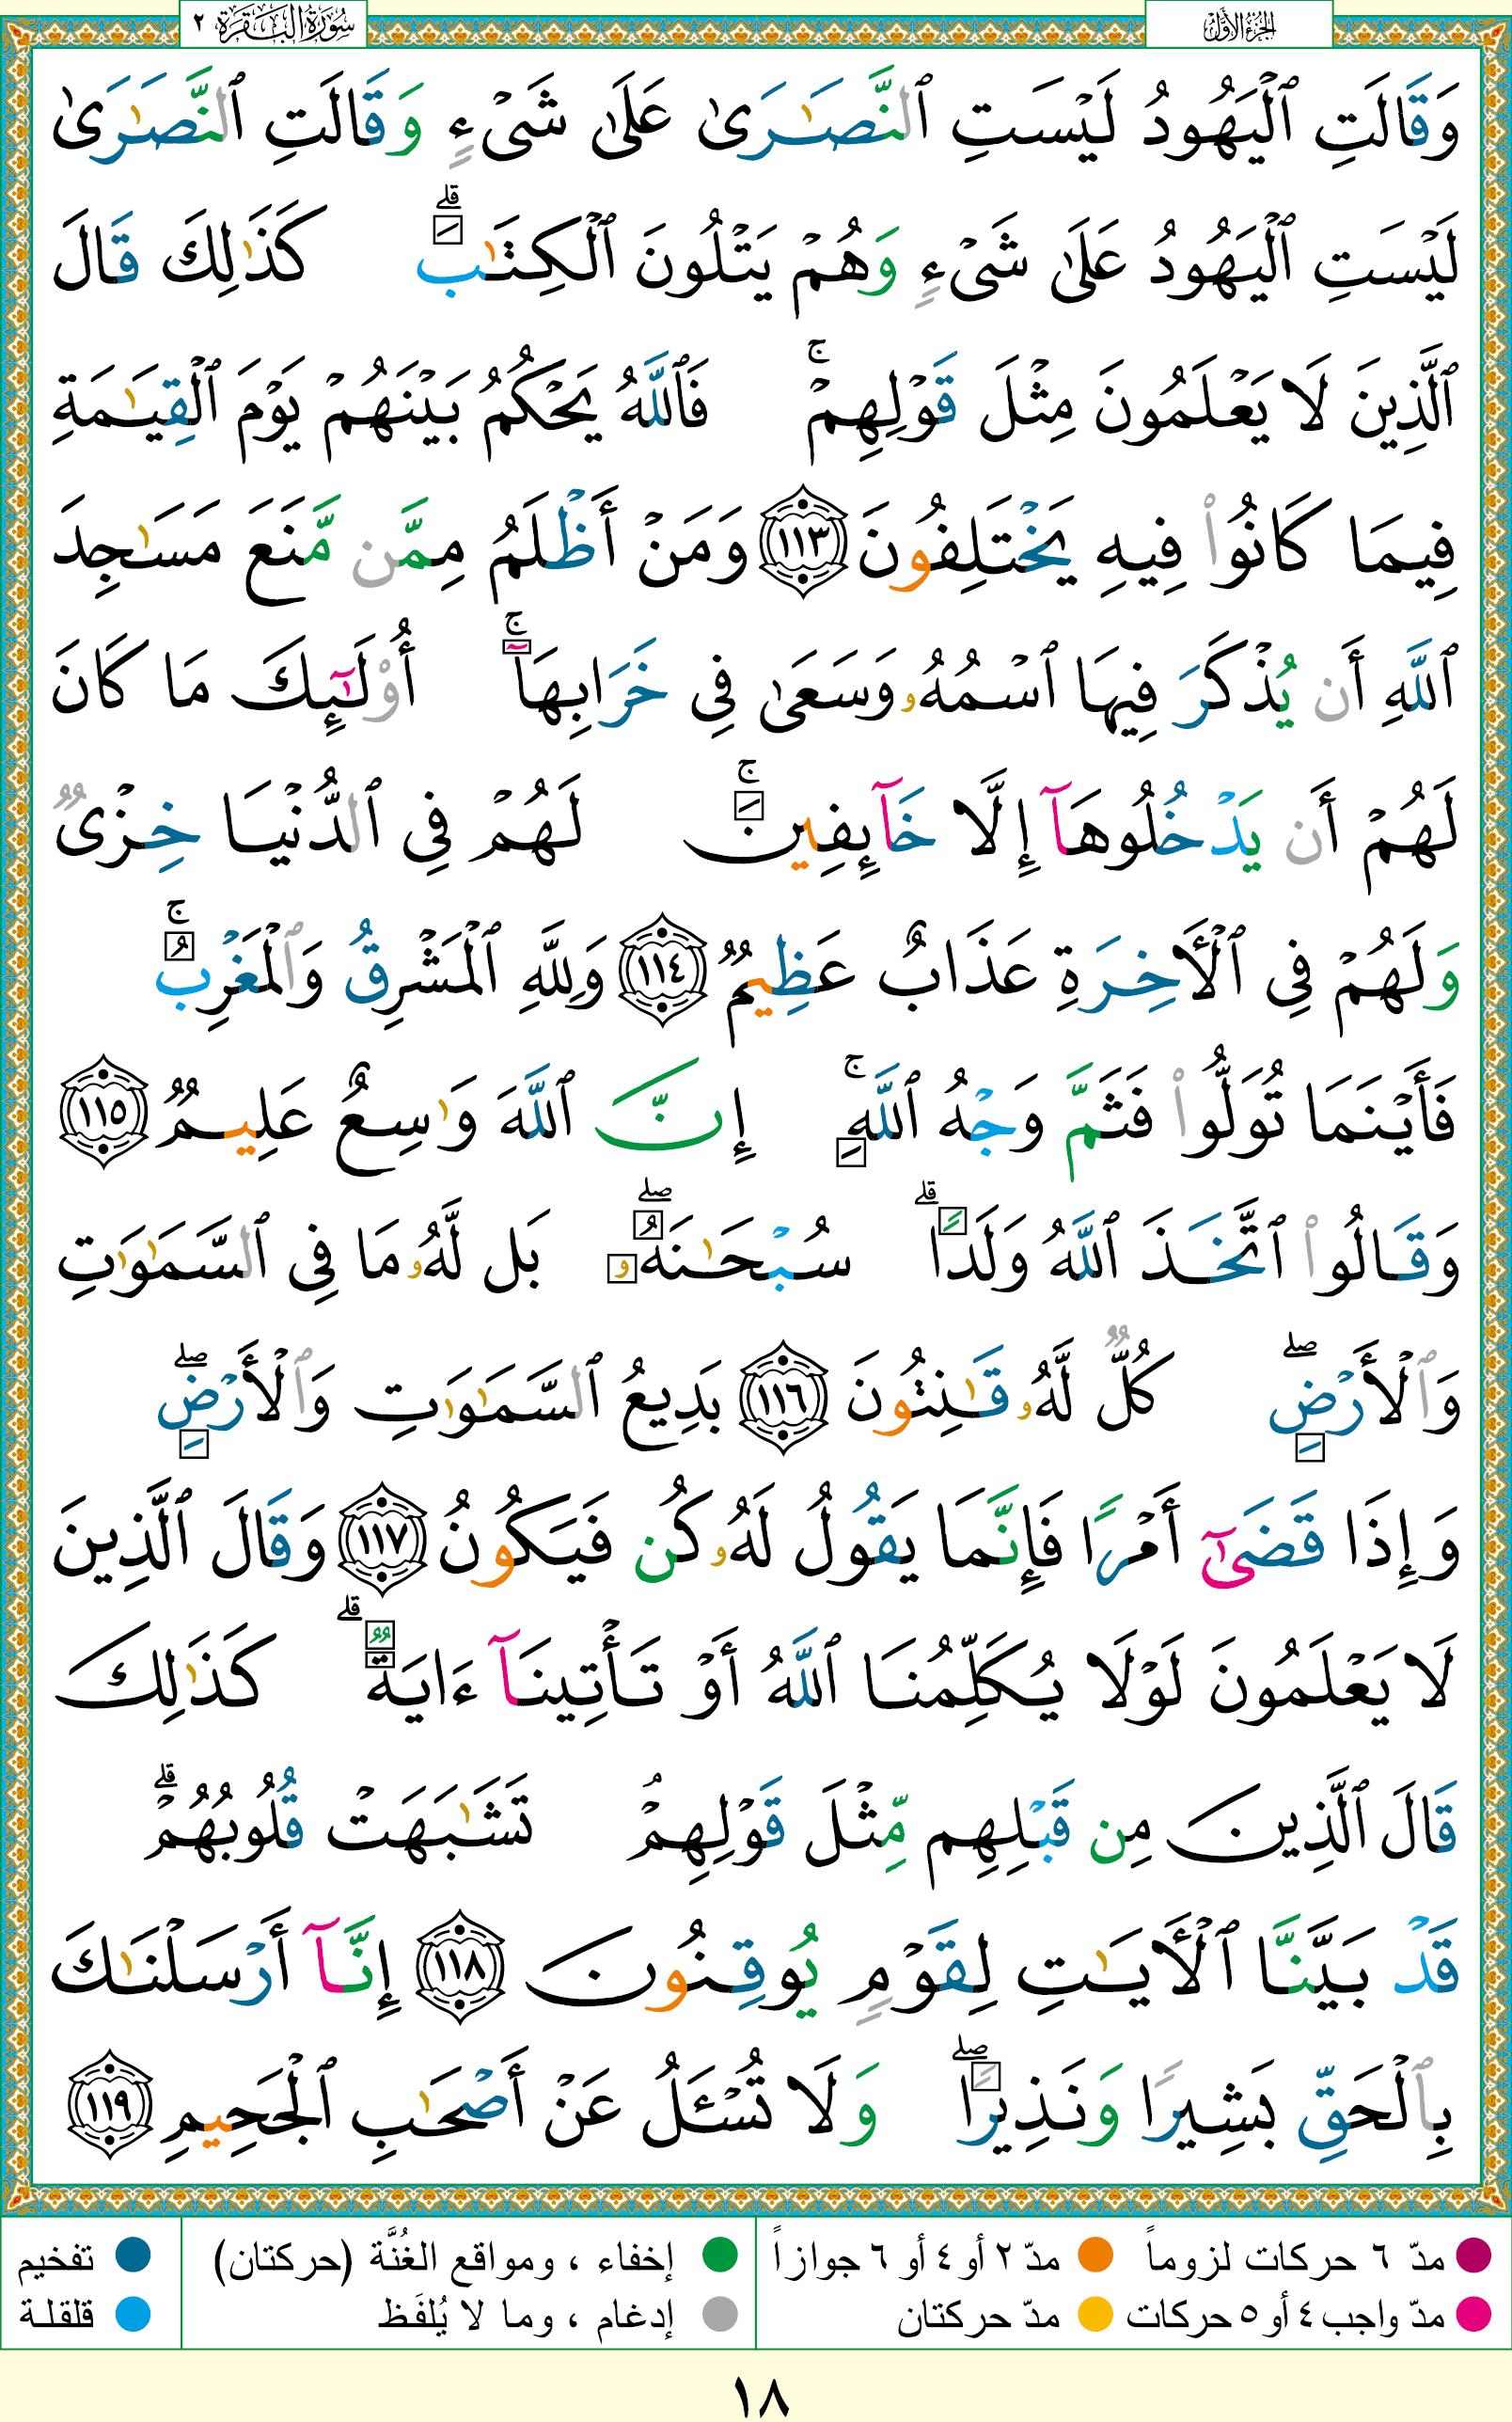 الجزء الأول
سورة البقرة ٢
وَقَالَتِ ٱلْيَهُودُ لَيْسَتِ ٱلنَّصَٰرَىٰ عَلَىٰ شَىْءٍ وَقَالَتِ ٱلنَّصَٰرَىٰ
لَيْسَتِ ٱلْيَهُودُ عَلَىٰ شَىْءٍ وَهُمْ يَتْلُونَ ٱلْكِتَٰبَ ۗ كَذَٰلِكَ قَالَ
ٱلَّذِينَ لَا يَعْلَمُونَ مِثْلَ قَوْلِهِمْ ۚ فَٱللَّهُ يَحْكُمُ بَيْنَهُمْ يَوْمَ ٱلْقِيَٰمَةِ
فِيمَا كَانُوا۟ فِيهِ يَخْتَلِفُونَ ١١٣ وَمَنْ أَظْلَمُ مِمَّن مَّنَعَ مَسَٰجِدَ
ٱللَّهِ أَن يُذْكَرَ فِيهَا ٱسْمُهُۥ وَسَعَىٰ فِى خَرَابِهَآ ۚ أُو۟لَٰٓئِكَ مَا كَانَ
لَهُمْ أَن يَدْخُلُوهَآ إِلَّا خَآئِفِينَ ۚ لَهُمْ فِى ٱلدُّنْيَا خِزْىٌ
وَلَهُمْ فِى ٱلْأَخِرَةِ عَذَابٌ عَظِيمٌ ١١٤ وَلِلَّهِ ٱلْمَشْرِقُ وَٱلْمَغْرِبُ ۚ
فَأَيْنَمَا تُوَلُّوا۟ فَثَمَّ وَجْهُ ٱللَّهِ ۚ إِنَّ ٱللَّهَ وَٰسِعٌ عَلِيمٌ ١١٥
وَقَالُوا۟ ٱتَّخَذَ ٱللَّهُ وَلَدًا ۗ سُبْحَٰنَهُۥ ۖ بَل لَّهُۥ مَا فِى ٱلسَّمَٰوَٰتِ
وَٱلْأَرْضِ ۖ كُلٌّ لَّهُۥ قَٰنِتُونَ ١١٦ بَدِيعُ ٱلسَّمَٰوَٰتِ وَٱلْأَرْضِ ۖ
وَإِذَا قَضَىٰٓ أَمْرًا فَإِنَّمَا يَقُولُ لَهُۥ كُن فَيَكُونُ ١١٧ وَقَالَ ٱلَّذِينَ
لَا يَعْلَمُونَ لَوْلَا يُكَلِّمُنَا ٱللَّهُ أَوْ تَأْتِينَآ ءَايَةٌ ۗ كَذَٰلِكَ
قَالَ ٱلَّذِينَ مِن قَبْلِهِم مِّثْلَ قَوْلِهِمْ ۘ تَشَٰبَهَتْ قُلُوبُهُمْ ۗ
قَدْ بَيَّنَّا ٱلْأَيَٰتِ لِقَوْمٍ يُوقِنُونَ ١١٨ إِنَّآ أَرْسَلْنَٰكَ
بِٱلْحَقِّ بَشِيرًا وَنَذِيرًا ۖ وَلَا تُسْـَٔلُ عَنْ أَصْحَٰبِ ٱلْجَحِيمِ ١١٩
مدّ ٦ حركات لزوماً مدّ ٢ أو ٤ أو ٦ جوازاً إخفاء ، ومواقع الغُنَّة (حركتان) تفخيم
مدّ واجب ٤ أو ٥ حركات مدّ حركتان إدغام ، وما لا يُلفَظ قلقلة
١٨